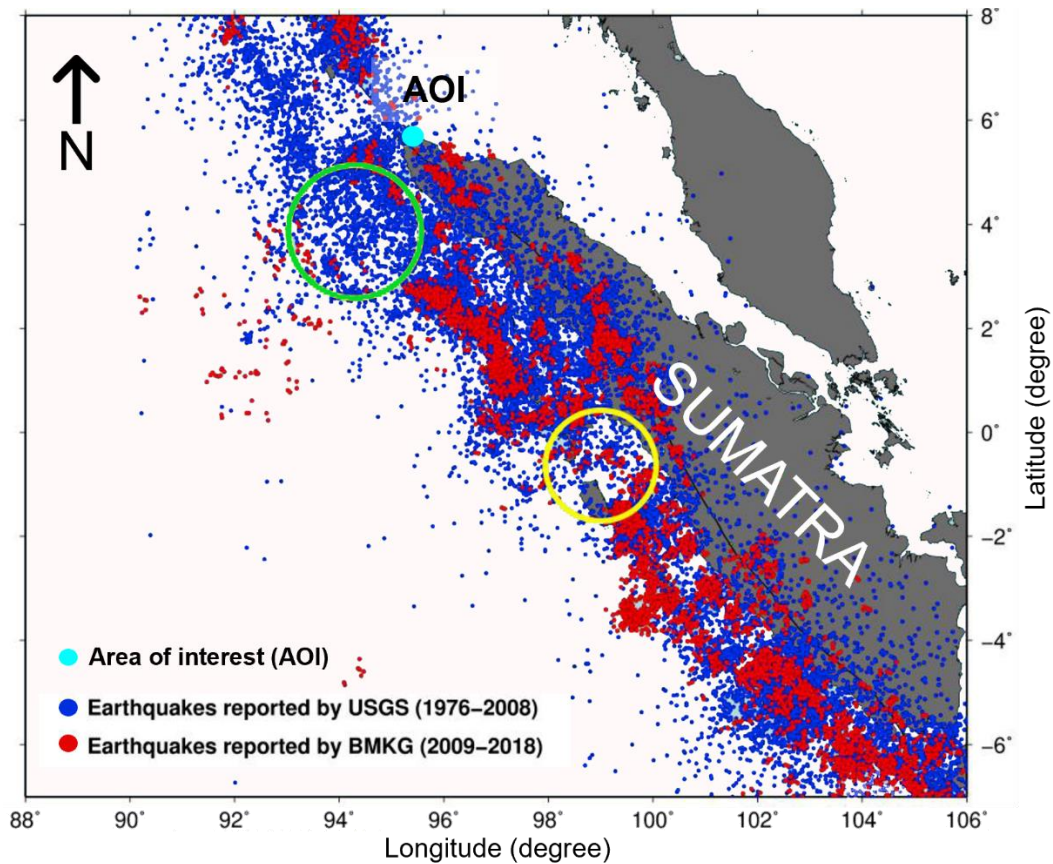 8°
AOI
N
6°
4°
2°
SUMATRA
0°
Latitude (degree)
−2°
−4°
Area of interest (AOI)
Earthquakes reported by USGS (1976−2008)
Earthquakes reported by BMKG (2009−2018)
−6°
88 90° 92° 94° 96° 98° 100° 102° 104° 106°
Longitude (degree)